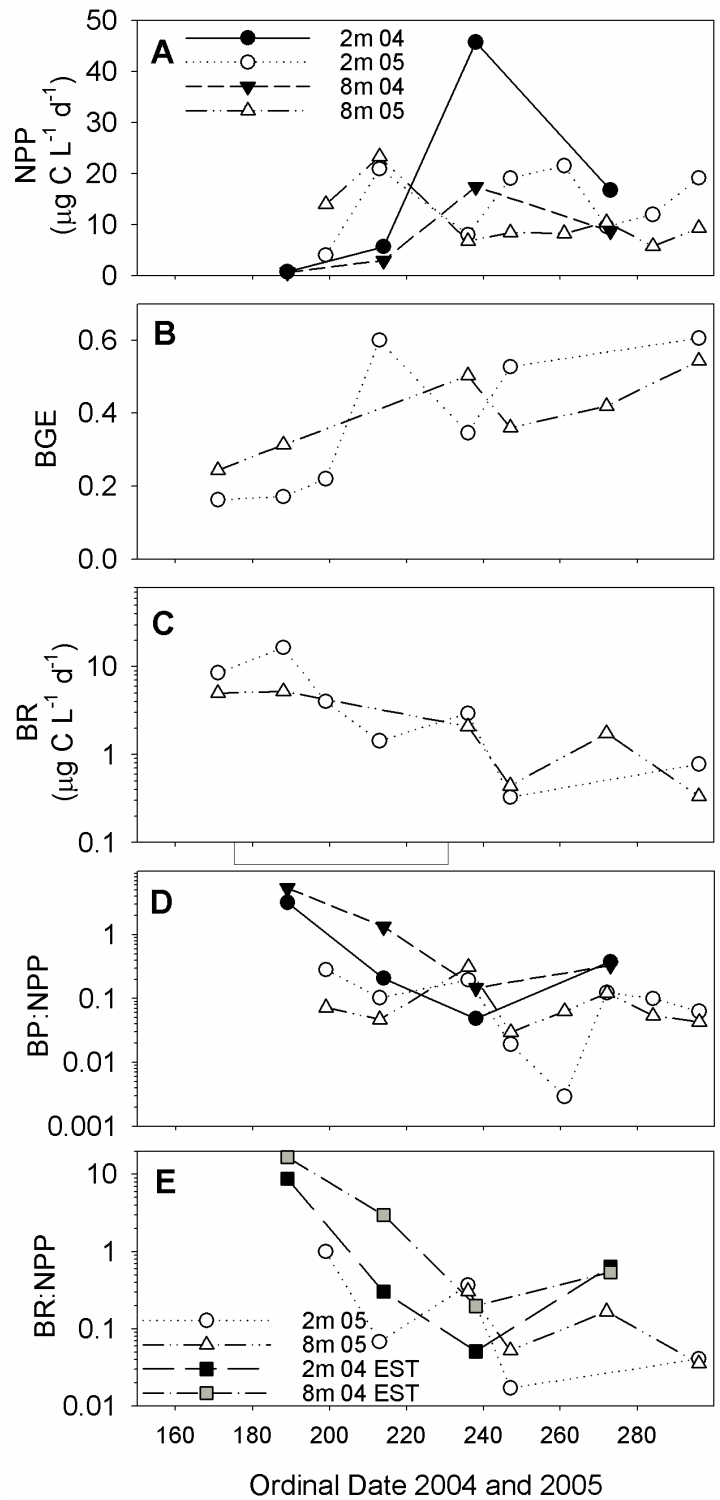 A
2m 04
2m 05
8m 04
8m 05
NPP
(µg C L-1 d-1)
50
40
30
20
10
0
B
BGE
0.6
0.4
0.2
0.0
C
BR
(µg C L-1 d-1)
10
1
0.1
D
BP:NPP
1
0.1
0.01
0.001
E
BR:NPP
10
1
0.1
0.01
2m 05
8m 05
2m 04 EST
8m 04 EST
160 180 200 220 240 260 280
Ordinal Date 2004 and 2005